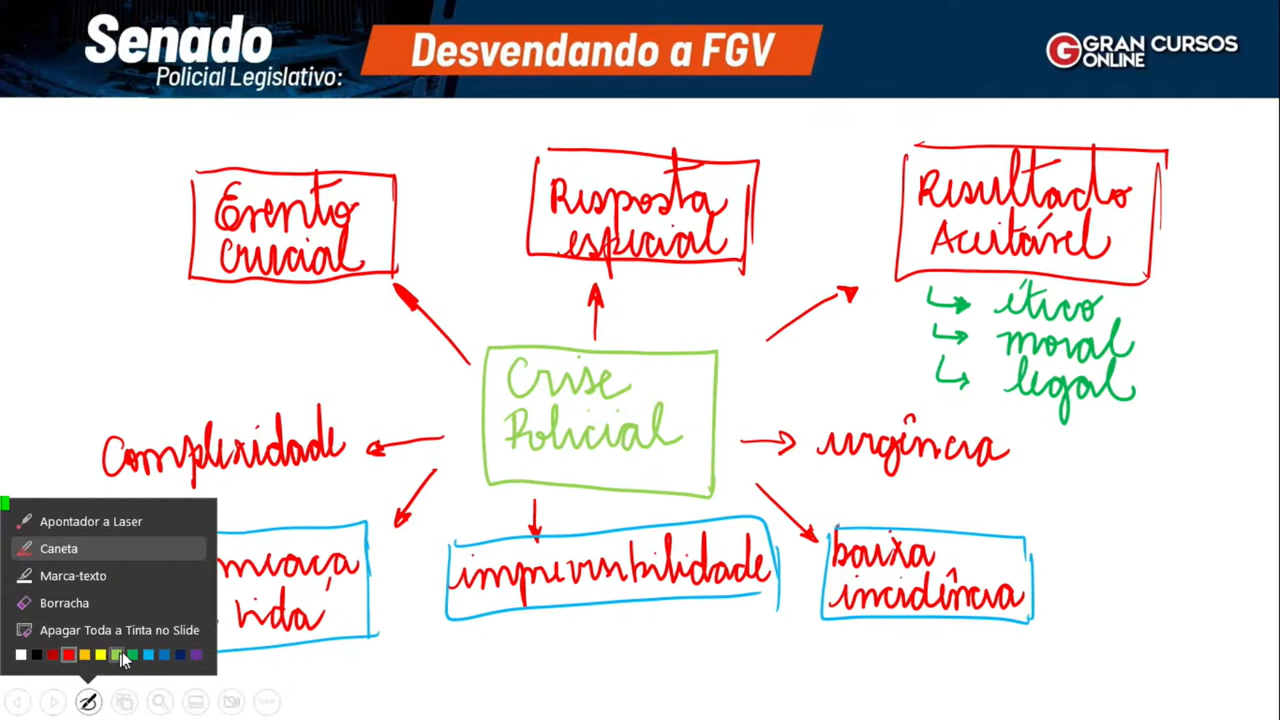 Senado
Policial Legislativo:
Desvendando a FGV
GRAN CURSOS
ONLINE
Evento
Crucial
Resposta
especial
Resultado
Aceitável
ético
moral
legal
Crise
Policial
Complexidade
urgência
imprevisibilidade
baixa
incidência
vida
Apontador a Laser
Caneta
Marca-texto
Borracha
Apagar Toda a Tinta no Slide